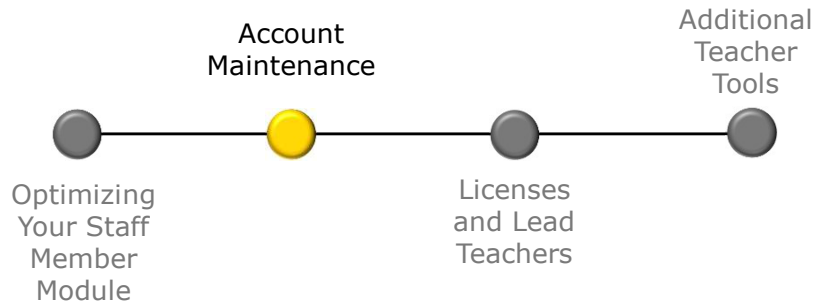 Optimizing
Your Staff
Member
Module
Account
Maintenance
Licenses
and Lead
Teachers
Additional
Teacher
Tools